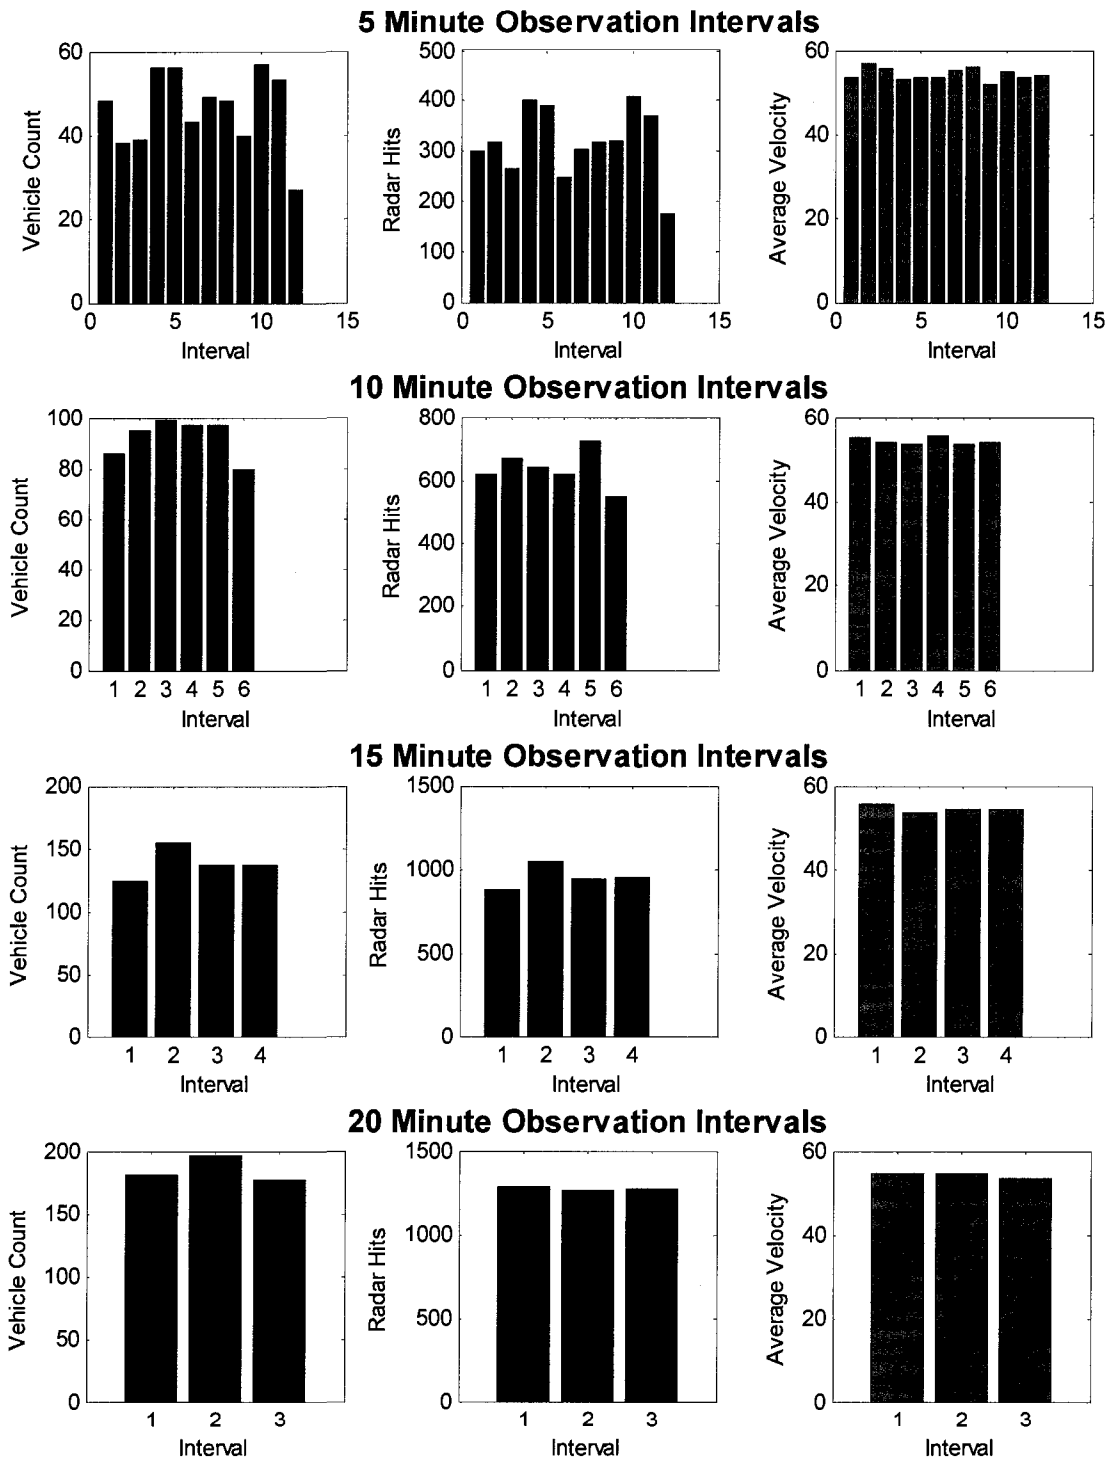 5 Minute Observation Intervals
Vehicle Count
60
40
20
0
0 5 10 15
Interval
Radar Hits
500
400
300
200
100
0
0 5 10 15
Interval
Average Velocity
60
40
20
0
0 5 10 15
Interval
10 Minute Observation Intervals
Vehicle Count
100
80
60
40
20
0
1 2 3 4 5 6
Interval
Radar Hits
800
600
400
200
0
1 2 3 4 5 6
Interval
Average Velocity
60
40
20
0
1 2 3 4 5 6
Interval
15 Minute Observation Intervals
Vehicle Count
200
150
100
50
0
1 2 3 4
Interval
Radar Hits
1500
1000
500
0
1 2 3 4
Interval
Average Velocity
60
40
20
0
1 2 3 4
Interval
20 Minute Observation Intervals
Vehicle Count
200
150
100
50
0
1 2 3
Interval
Radar Hits
1500
1000
500
0
1 2 3
Interval
Average Velocity
60
40
20
0
1 2 3
Interval